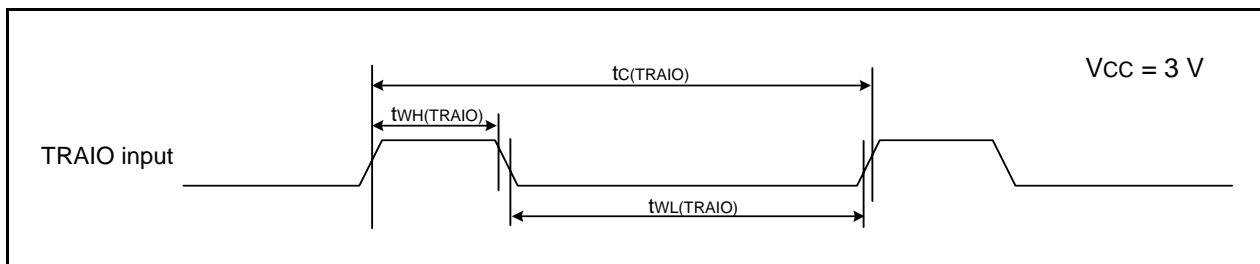 tC(TRAIO)
VCC = 3 V
tWH(TRAIO)
TRAIO input
tWL(TRAIO)